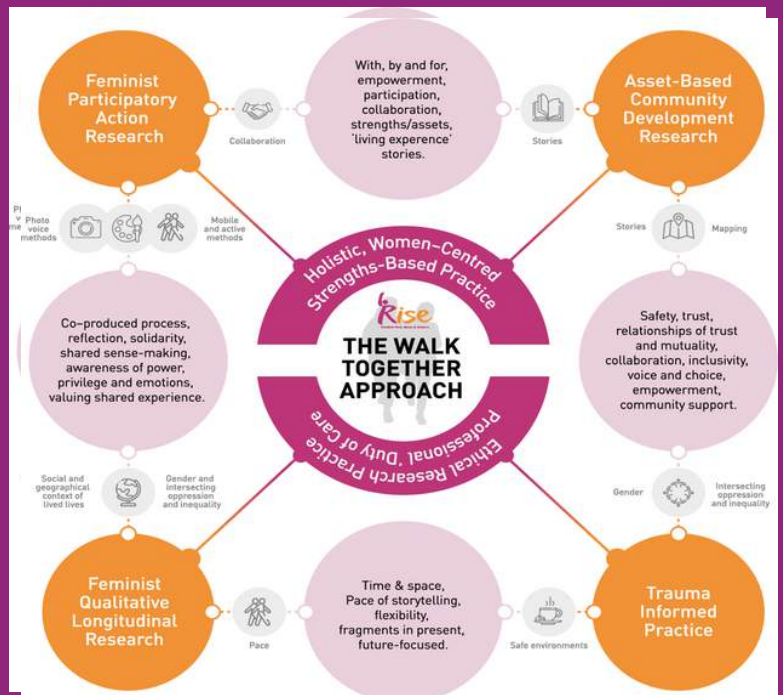 Feminist
Participatory
Action
Research
Collaboration
With, by and for,
empowerment,
participation,
collaboration,
strengths/assets,
‘living experence’
stories.
Stories
Asset-Based
Community
Development
Research
Photo
voice
methods
Mobile
and active
methods
Stories
Mapping
Holistic, Women-Centred
Strengths-Based Practice
Rise
THE WALK
TOGETHER
APPROACH
Ethical Research Practice
Professional ‘Duty of Care
Co-produced process,
reflection, solidarity,
shared sense-making,
awareness of power,
privilege and emotions,
valuing shared experience.
Safety, trust,
relationships of trust
and mutuality,
collaboration, inclusivity,
voice and choice,
empowerment,
community support.
Social and
geographical
context of
lived lives
Gender and
intersecting
oppression
and inequality
Gender
Intersecting
oppression
and inequality
Feminist
Qualitative
Longitudinal
Research
Pace
Time & space,
Pace of storytelling,
flexibility,
fragments in present,
future-focused.
Safe environments
Trauma
Informed
Practice